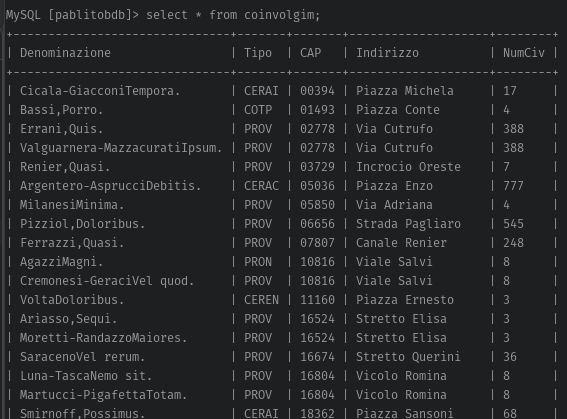 MySQL [pablitobdb]> select * from coinvolgim;
+------------------------------+-------+-------+-------------------+--------+
| Denominazione | Tipo | CAP | Indirizzo | NumCiv |
+------------------------------+-------+-------+-------------------+--------+
| Cicala-GiacconiTempora. | CERAI | 00394 | Piazza Michela | 17
| Bassi,Porro. | COTP | 01493 | Piazza Conte | 4 |
| Errani,Quis. | PROV | 02778 | Via Cutrufo | 388 |
| Valguarnera-MazzacuratiIpsum. | PROV | 02778 | Via Cutrufo | 388 |
| Renier,Quasi. | PROV | 03729 | Incrocio Oreste | 7 |
| Argentero-AsprucciDebitis. | CERAC | 05036 | Piazza Enzo | 777 |
| MilanesiMinima. | PROV | 05850 | Via Adriana | 4 |
| Pizziol,Doloribus. | PROV | 06656 | Strada Pagliaro | 545 |
| Ferrazzi,Quasi. | PROV | 07807 | Canale Renier | 248 |
| AgazziMagni. | PRON | 10816 | Viale Salvi | 8 |
| Cremonesi-GeraciVel quod. | PROV | 10816 | Viale Salvi | 8 |
| VoltaDoloribus. | CEREN | 11160 | Piazza Ernesto | 3 |
| Ariasso,Sequi. | PROV | 16524 | Stretto Elisa | 3 |
| Moretti-RandazzoMaiores. | PROV | 16524 | Stretto Elisa | 3 |
| SaracenoVel rerum. | PROV | 16674 | Stretto Querini | 36 |
| Luna-TascaNemo sit. | PROV | 16804 | Vicolo Romina | 8 |
| Martucci-PigafettaTotam. | PROV | 16804 | Vicolo Romina | 8 |
| Smirnoff,Possimus. | CERAI | 18362 | Piazza Sansoni | 68 |